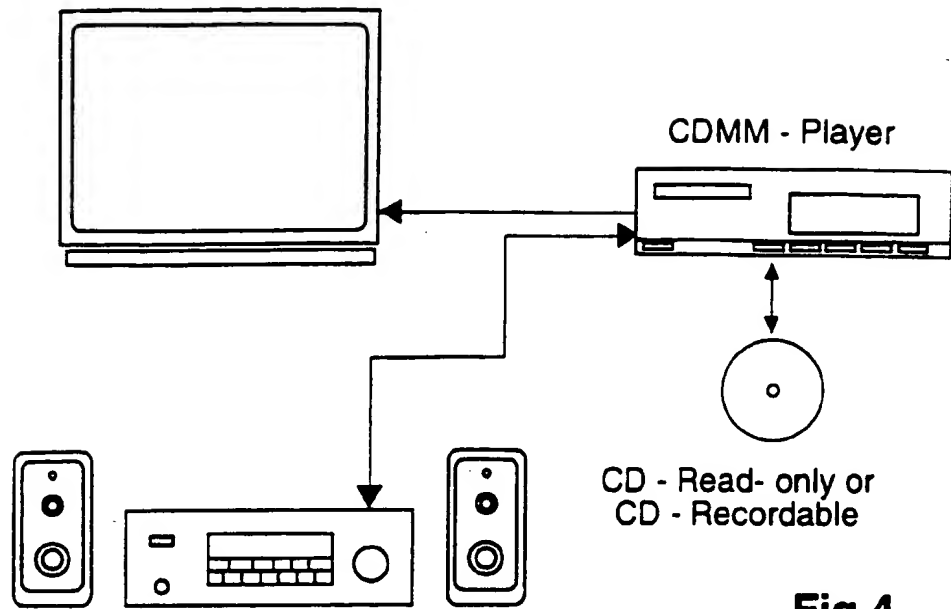 CDMM - Player
CD - Read- only or
CD - Recordable
Fig 4